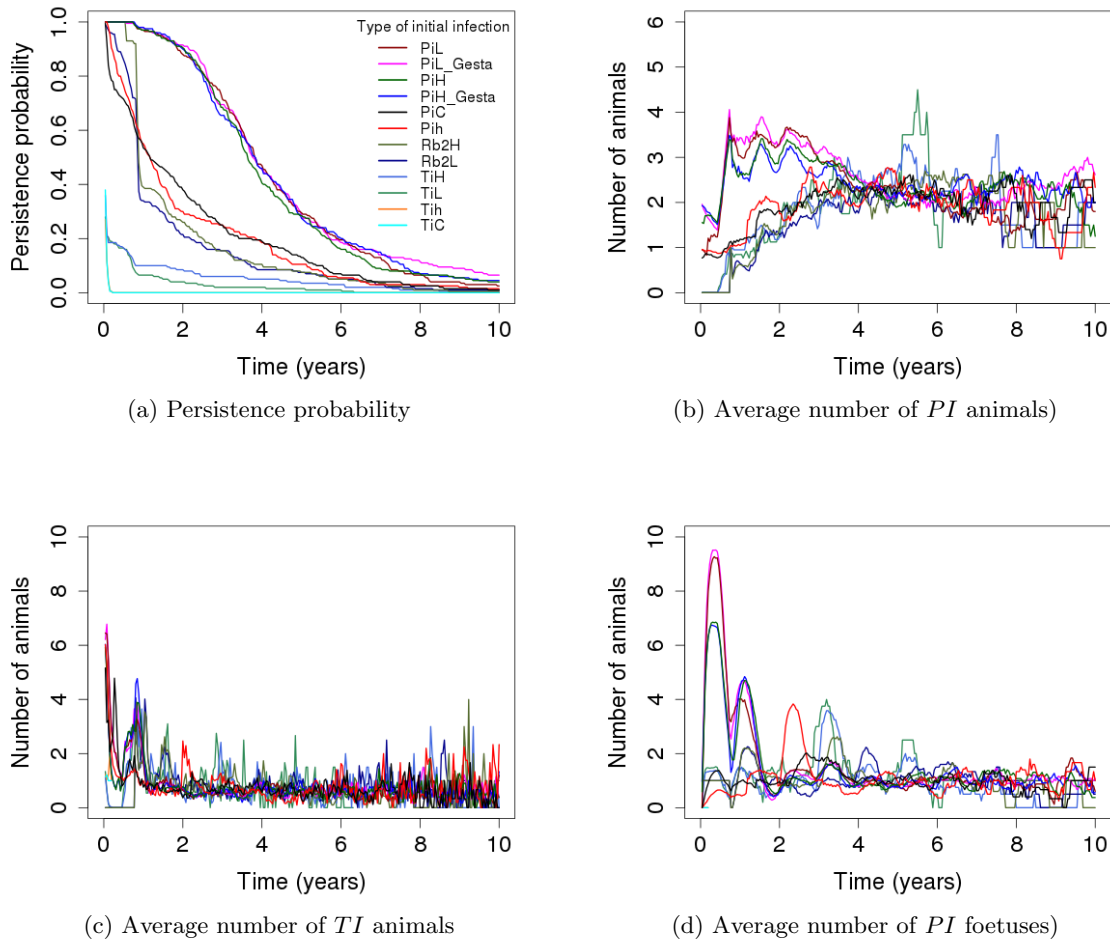 Persistence probability
0.0 0.2 0.4 0.6 0.8 1.0
Type of initial infection
PiL
PiL_Gesta
PiH
PiH_Gesta
PiC
Pih
Rb2H
Rb2L
TiH
TiL
Tih
TiC
0 2 4 6 8 10
Time (years)
(a) Persistence probability
Number of animals
0 1 2 3 4 5 6
0 2 4 6 8 10
Time (years)
(b) Average number of PI animals)
Number of animals
0 2 4 6 8 10
0 2 4 6 8 10
Time (years)
(c) Average number of TI animals
Number of animals
0 2 4 6 8 10
0 2 4 6 8 10
Time (years)
(d) Average number of PI foetuses)